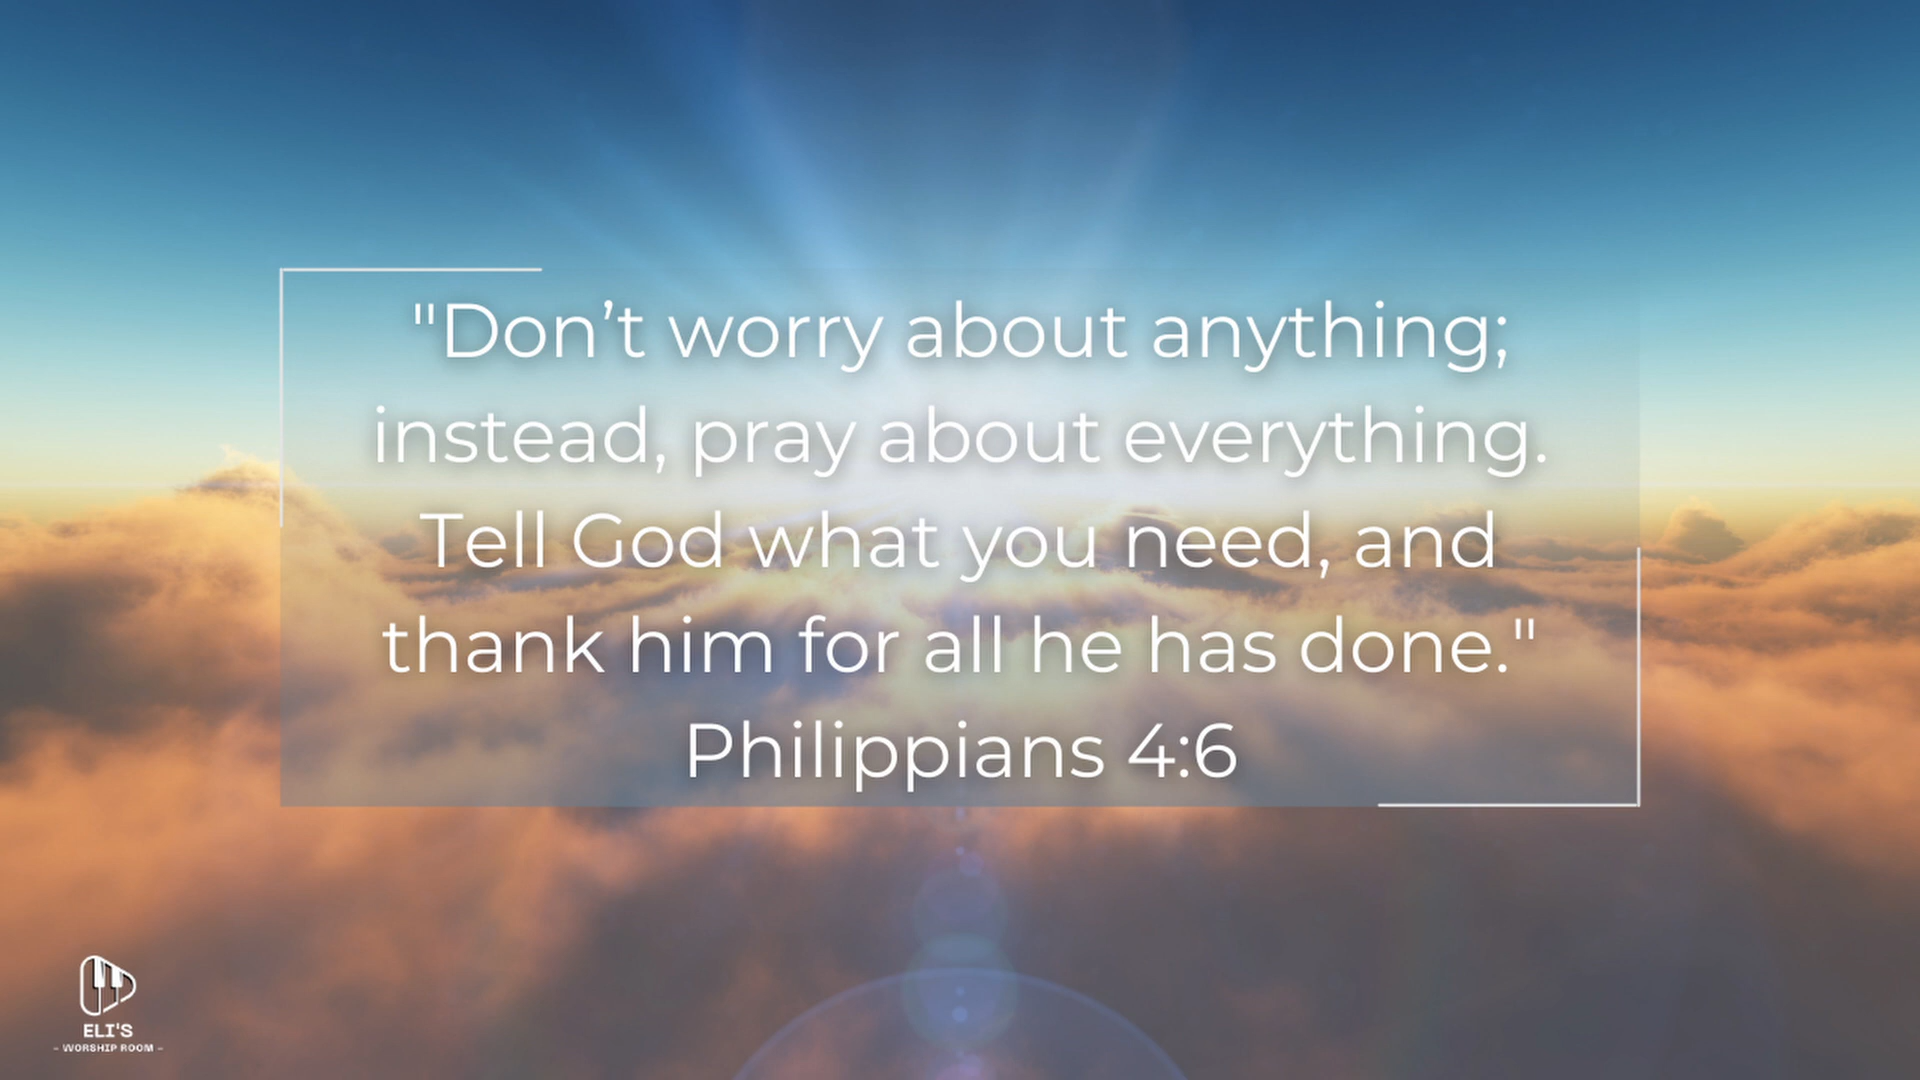 "Don’t worry about anything;
instead, pray about everything.
Tell God what you need, and
thank him for all he has done."
Philippians 4:6
ELI'S
- WORSHIP ROOM -